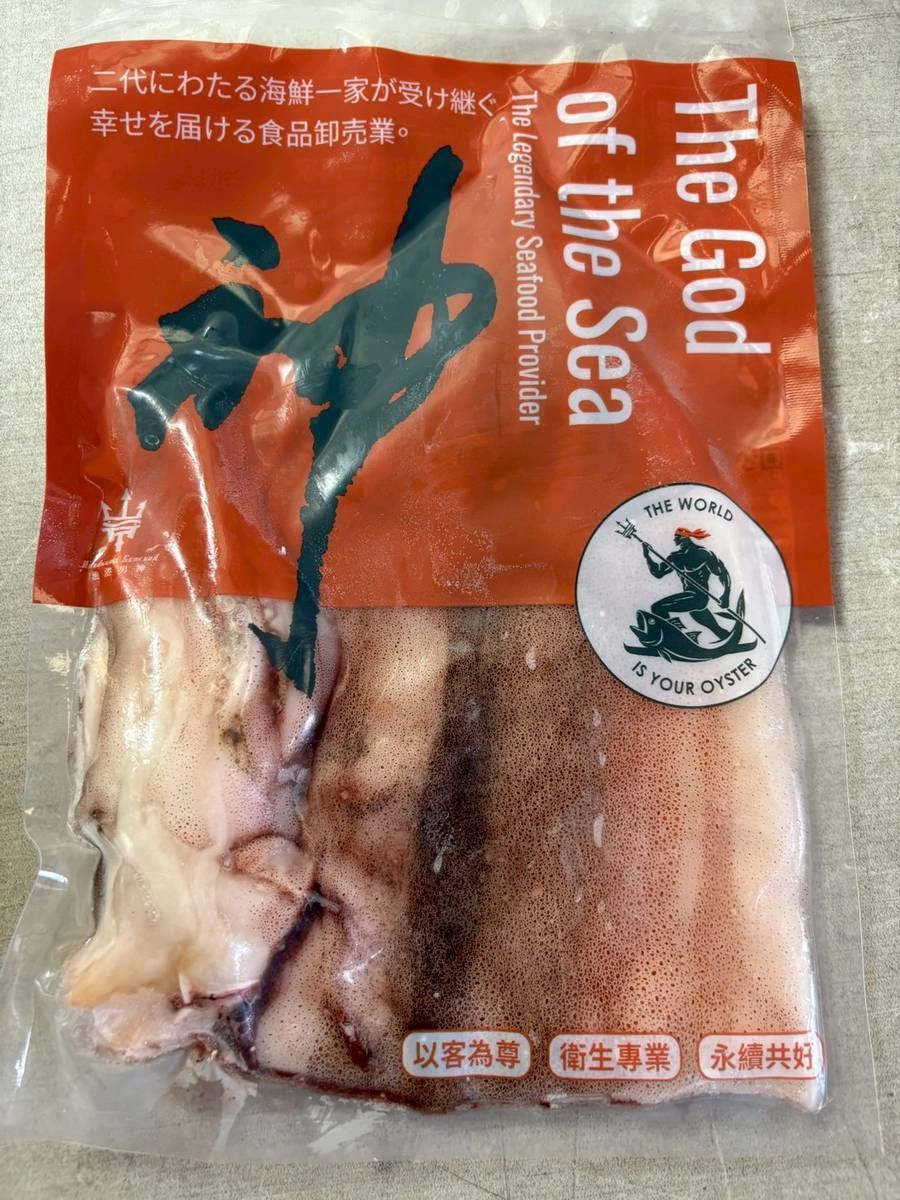 二代にわたる海鮮一家が受け継ぐ、
幸せを届ける食品卸売業。
The God
of the Sea
The Legendary Seafood Provider
神
THE WORLD
IS YOUR OYSTER
以客為尊
衛生專業
永續共好